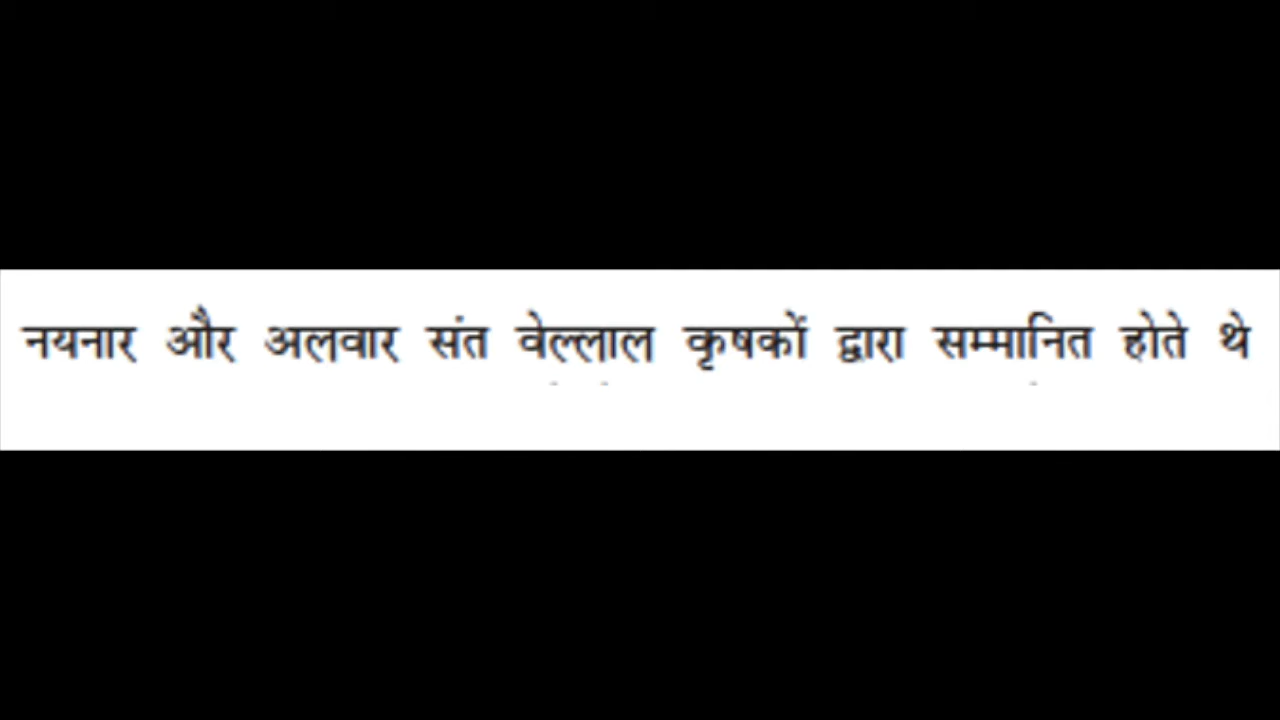 नयनार और अलवार संत वेल्लाल कृषकों द्वारा सम्मानित होते थे